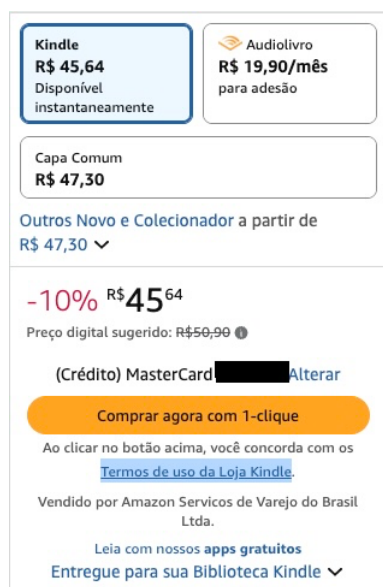 Kindle
R$ 45,64
Disponível
instantaneamente
Audiolivro
R$ 19,90/mês
para adesão
Capa Comum
R$ 47,30
Outros Novo e Colecionador a partir de
R$ 47,30
-10% R$45 64
Preço digital sugerido: R$50,90
(Crédito) MasterCard Alterar
Comprar agora com 1-clique
Ao clicar no botão acima, você concorda com os
Termos de uso da Loja Kindle.
Vendido por Amazon Servicos de Varejo do Brasil
Ltda.
Leia com nossos apps gratuitos
Entregue para sua Biblioteca Kindle